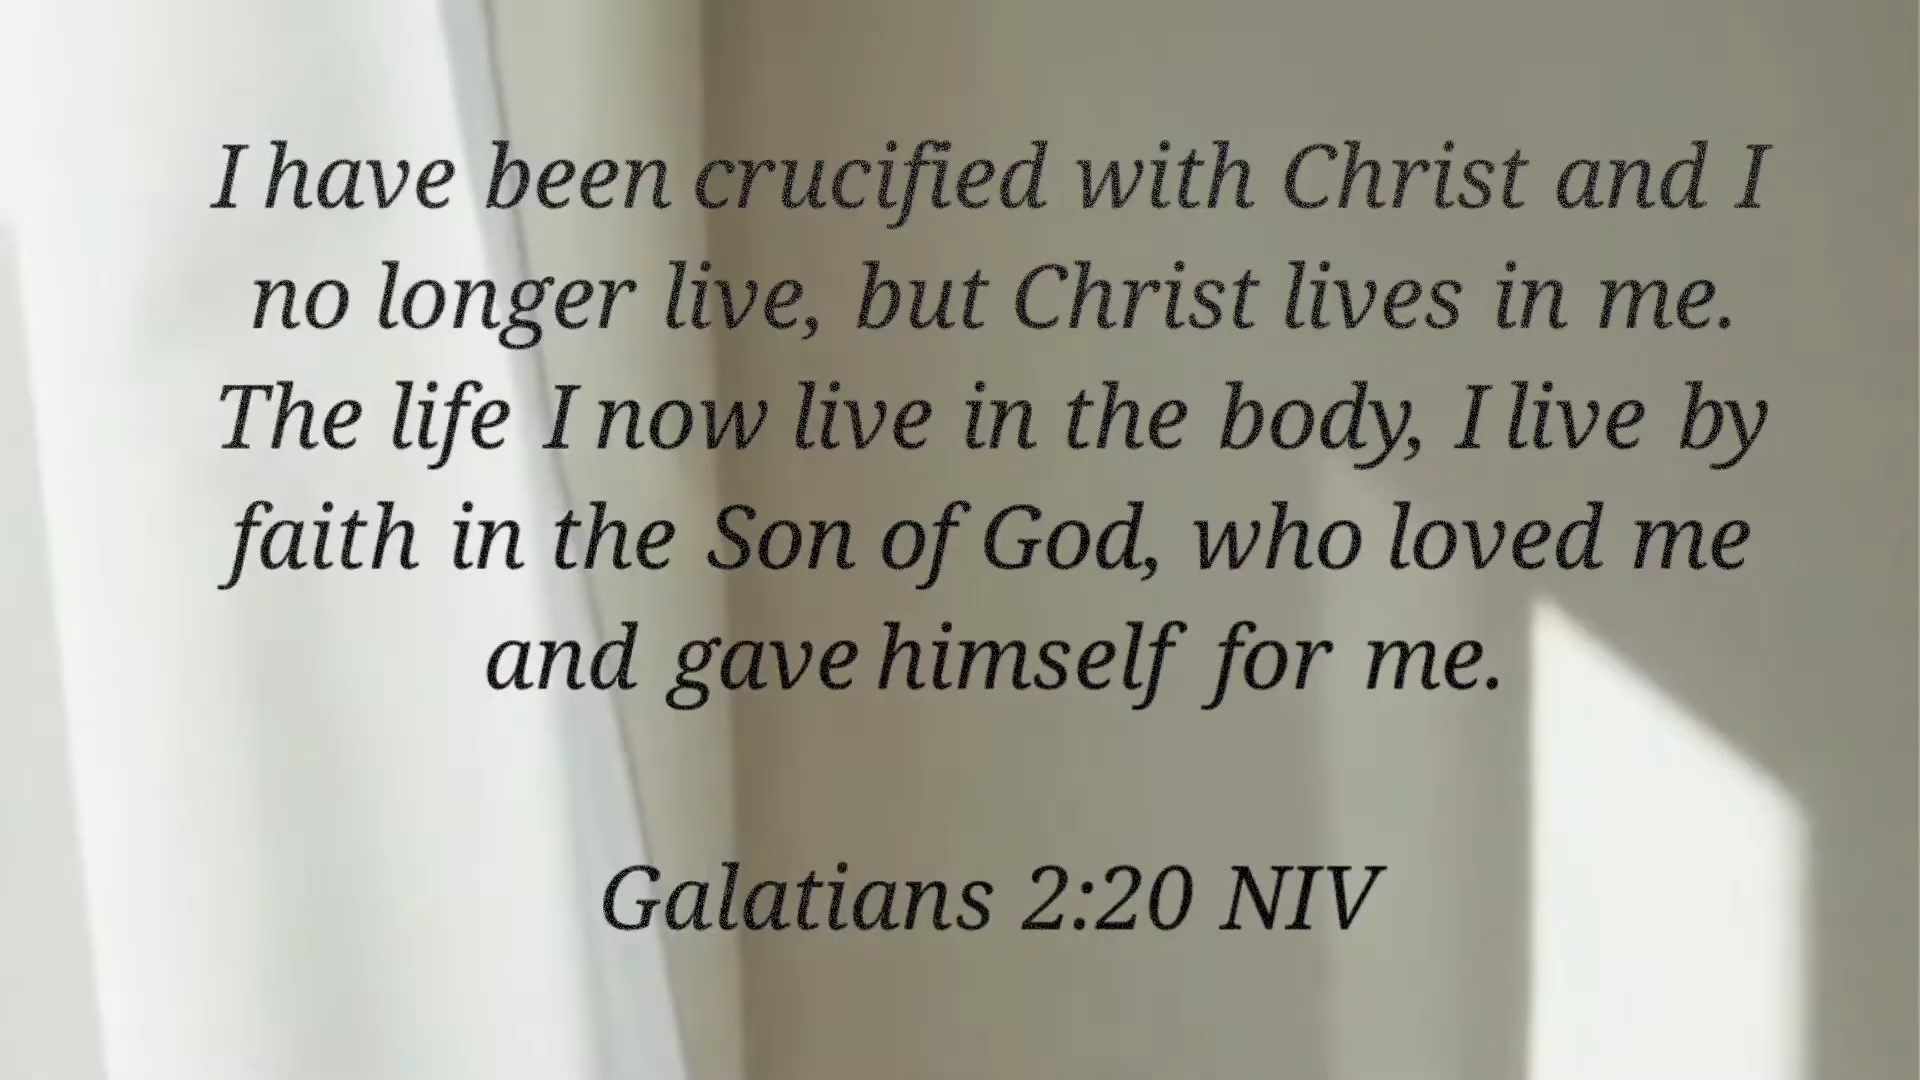 I have been crucified with Christ and I
no longer live, but Christ lives in me.
The life I now live in the body, I live by
faith in the Son of God, who loved me
and gave himself for me.
Galatians 2:20 NIV